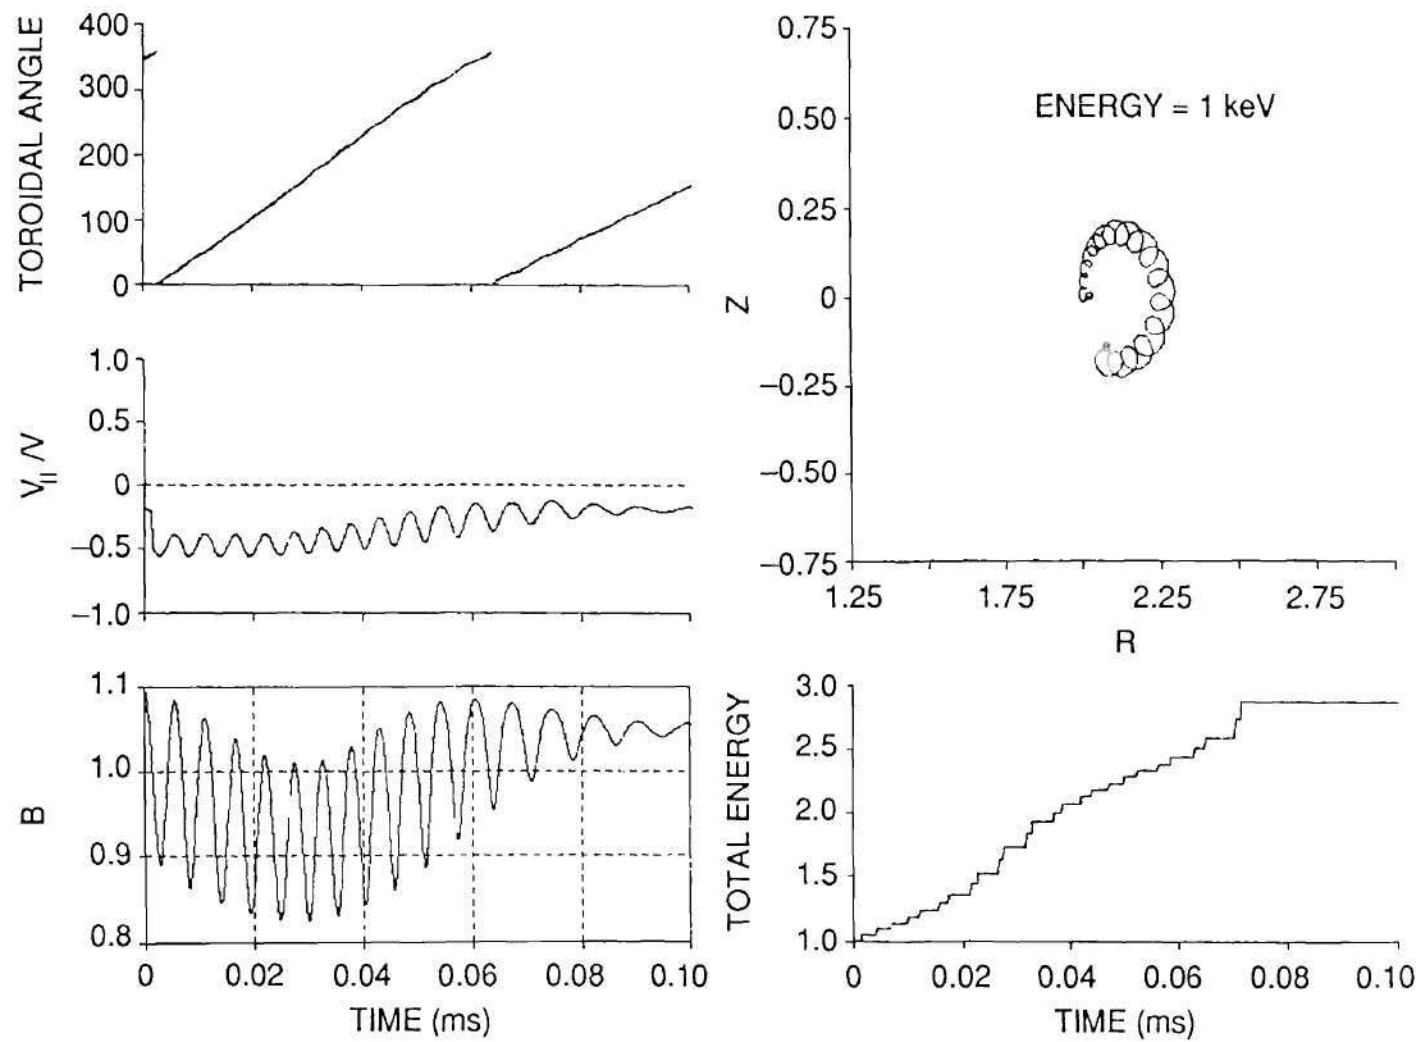 TOROIDAL ANGLE
400
300
200
100
0
V|| /V
1.0
0.5
0
−0.5
−1.0
B
1.1
1.0
0.9
0.8
0 0.02 0.04 0.06 0.08 0.10
TIME (ms)
ENERGY = 1 keV
Z
0.75
0.50
0.25
0
−0.25
−0.50
−0.75
1.25 1.75 2.25 2.75
R
TOTAL ENERGY
3.0
2.5
2.0
1.5
1.0
0 0.02 0.04 0.06 0.08 0.10
TIME (ms)